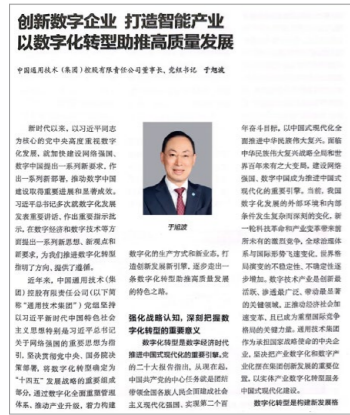 创新数字企业 打造智能产业
以数字化转型助推高质量发展
中国通用技术（集团）控股有限责任公司董事长、党组书记 于旭波
新时代以来，以习近平同志
为核心的党中央高度重视数字
化发展，就加快建设网络强国、
数字中国提出一系列新要求，作
出一系列新部署，推动数字中国
建设取得重要进展和显著成效。
习近平总书记多次就数字化发展
发表重要讲话，作出重要指示批
示，在数字经济和数字技术等方
面提出一系列新思想、新观点和
新要求，为我们推进数字化转型
指明了方向、提供了遵循。
近年来，中国通用技术（集
团）控股有限责任公司（以下简
称“通用技术集团”）党组坚持
以习近平新时代中国特色社会
主义思想特别是习近平总书记
关于网络强国的重要思想为指
引，坚决贯彻党中央、国务院决
策部署，将数字化转型确定为
“十四五”发展战略的重要组成
部分，通过数字化全面重塑管理
体系、推动产业升级，着力构建
于旭波
数字化的生产方式和新业态，打
造创新发展新引擎，逐步走出一
条数字化转型助推高质量发展
的特色之路。
强化战略认知，深刻把握数
字化转型的重要意义
数字化转型是数字经济时代
推进中国式现代化的重要引擎。党
的二十大报告指出，从现在起，
中国共产党的中心任务就是团结
带领全国各族人民全面建成社会
主义现代化强国、实现第二个百
年奋斗目标，以中国式现代化全
面推进中华民族伟大复兴。面临
中华民族伟大复兴战略全局和世
界百年未有之大变局，建设网络
强国、数字中国成为推进中国式
现代化的重要引擎。当前，我国
数字化发展的外部环境和内部
条件发生复杂而深刻的变化，新
一轮科技革命和产业变革带来前
所未有的激烈竞争，全球治理体
系与国际形势飞速变化，世界格
局演变的不稳定性、不确定性逐
步增加。数字技术产业是创新最
活跃、渗透最广泛、带动最显著
的关键领域，正推动经济社会加
速变革，且已成为重塑国际竞争
格局的关键力量。通用技术集团
作为承担国家战略使命的中央企
业，坚决把产业数字化和数字产
业化摆在集团创新发展的重要位
置，以实体产业数字化转型服务
中国式现代化建设。
数字化转型是构建新发展格